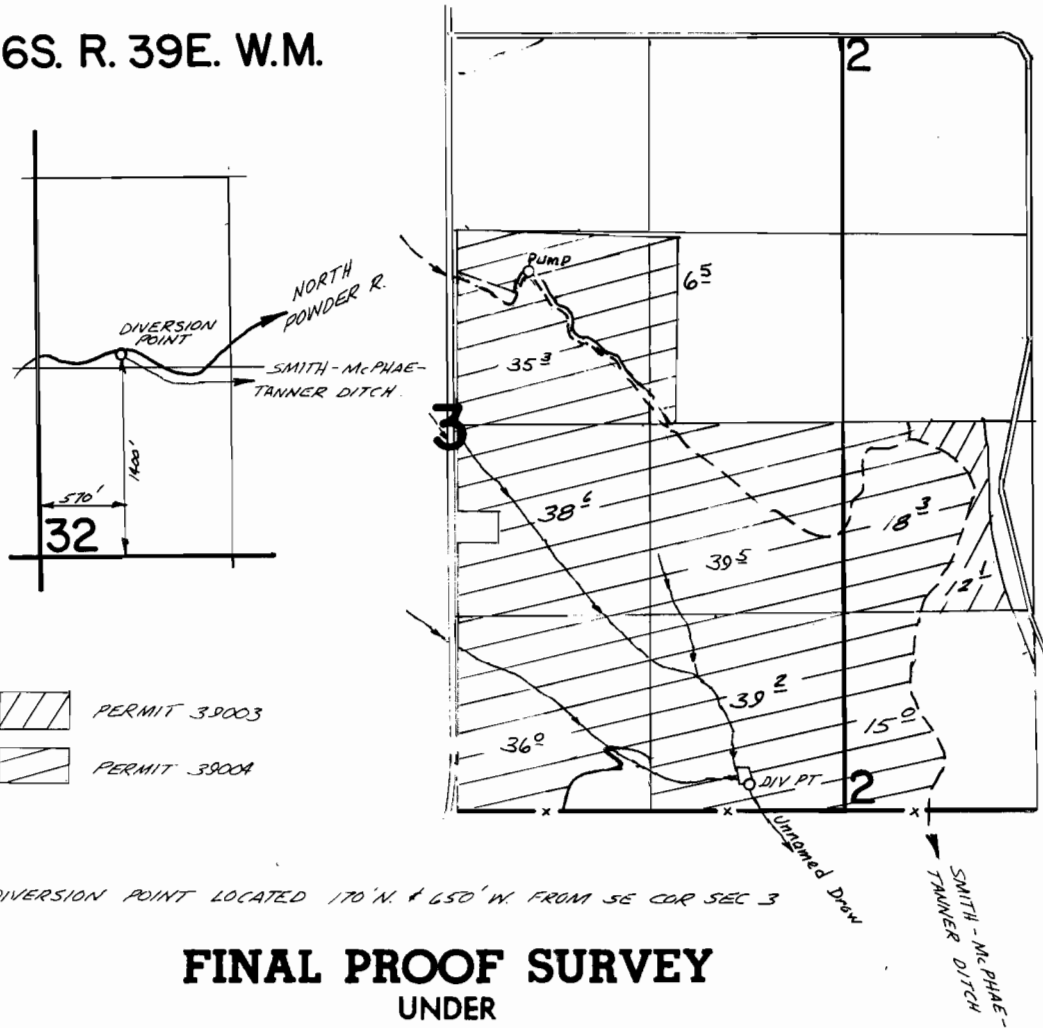 6S. R. 39E. W.M.
2
NORTH
POWDER R.
DIVERSION
POINT
SMITH-McPHAE-
TANNER DITCH.
1400'
570'
32
PUMP
6 5
35 3
3
38 6
39 5
18 3
2 1
39 2
36 0
15 0
DIV PT
2
Unnamed Draw
SMITH-McPHAE-
TANNER DITCH
PERMIT 39003
PERMIT 39004
DIVERSION POINT LOCATED 170' N. & 650' W. FROM SE COR SEC 3
FINAL PROOF SURVEY
UNDER